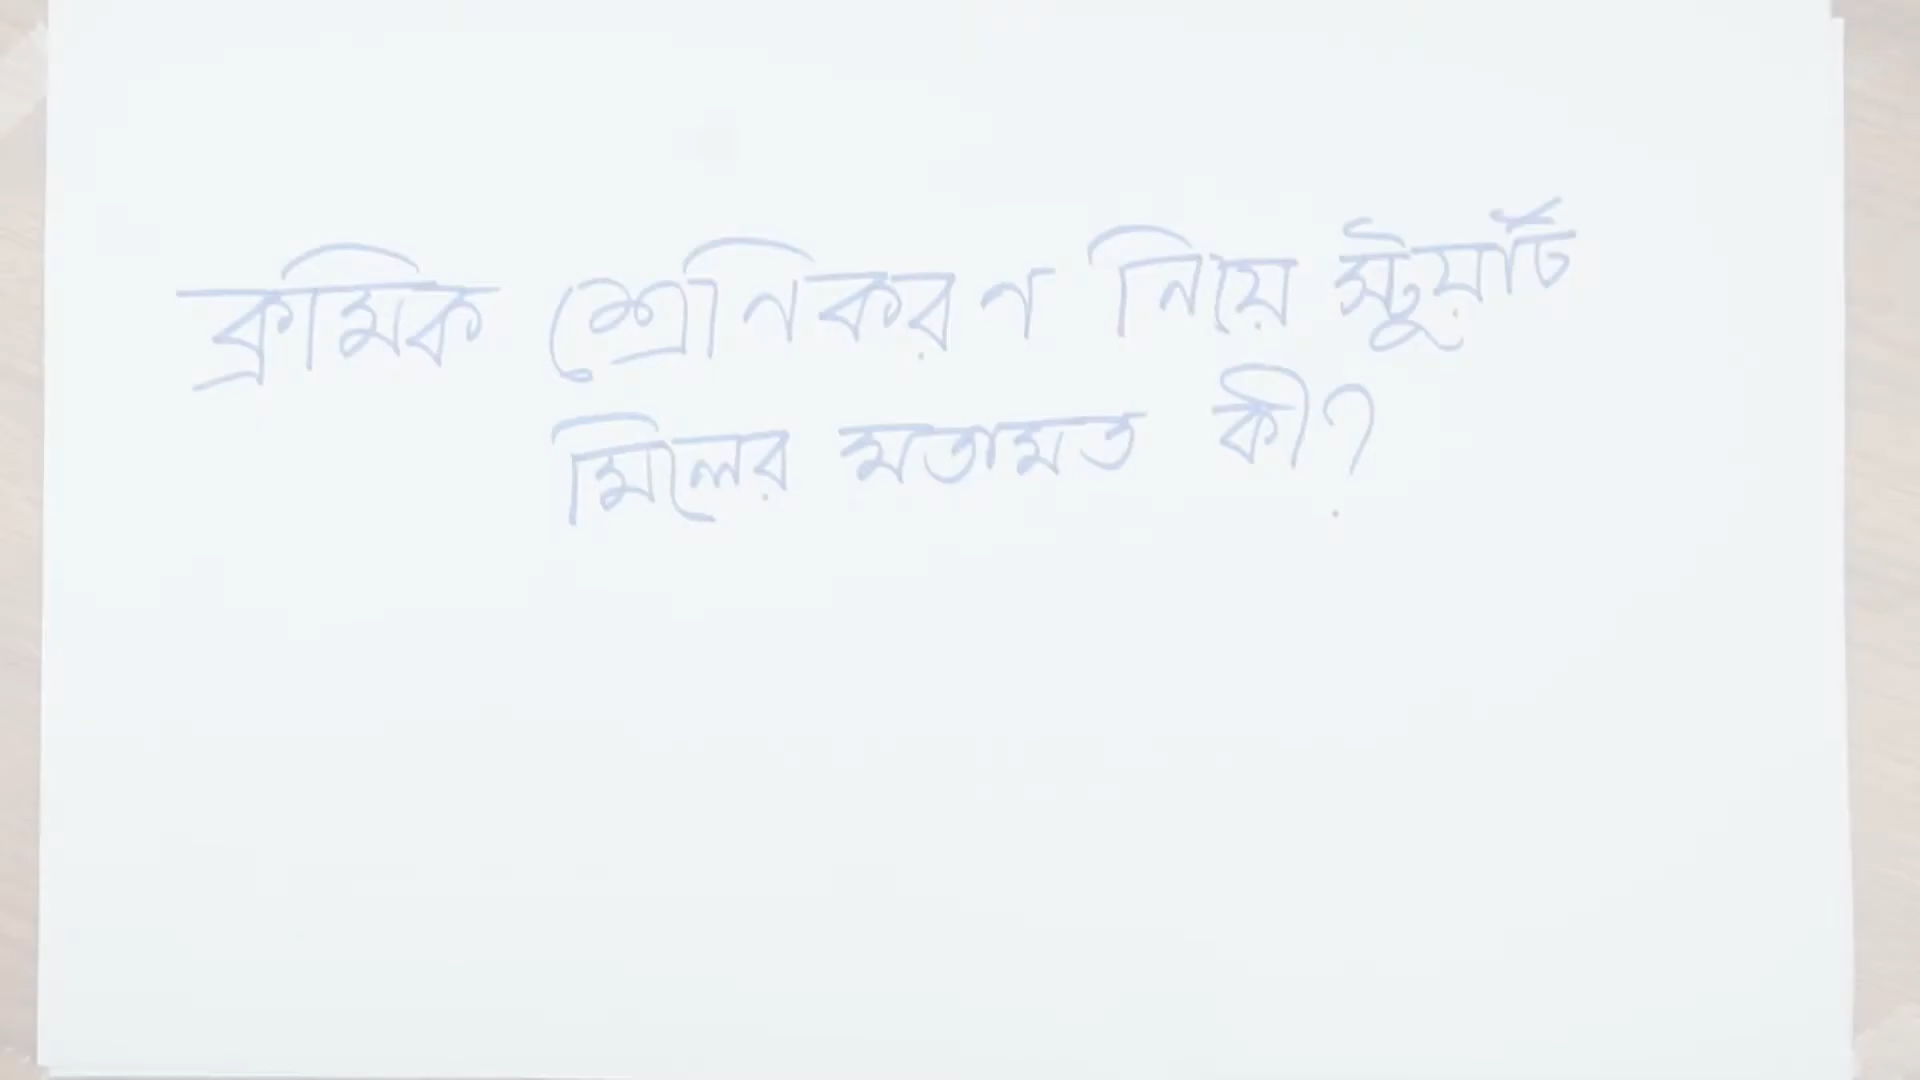 ক্রমিক শ্রেণিকরণ নিয়ে স্টুয়ার্ট
মিলের মতামত কী?